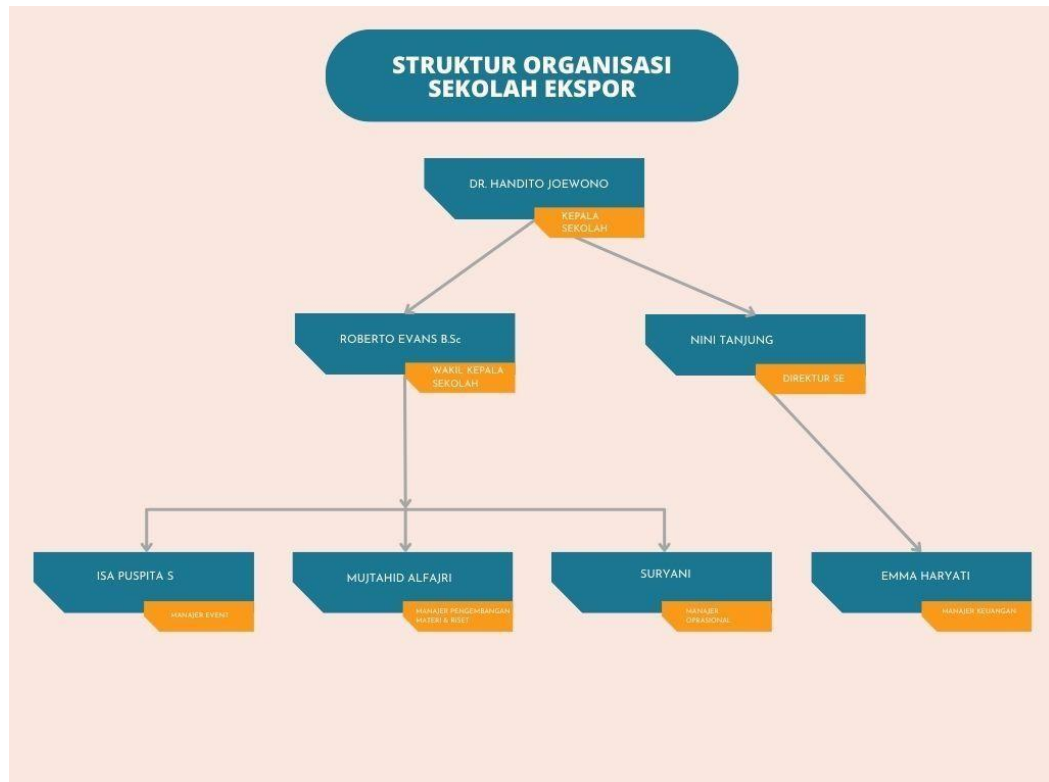 STRUKTUR ORGANISASI
SEKOLAH EKSPOR
DR. HANDITO JOEWONO
KEPALA
SEKOLAH
ROBERTO EVANS B.Sc
WAKIL KEPALA
SEKOLAH
NINI TANJUNG
DIREKTUR SE
ISA PUSPITA S
MANAJER EVENT
MUJTAHID ALFAJRI
MANAJER PENGEMBANGAN
MATERI & RISET
SURYANI
MANAJER
OPRASIONAL
EMMA HARYATI
MANAJER KEUANGAN